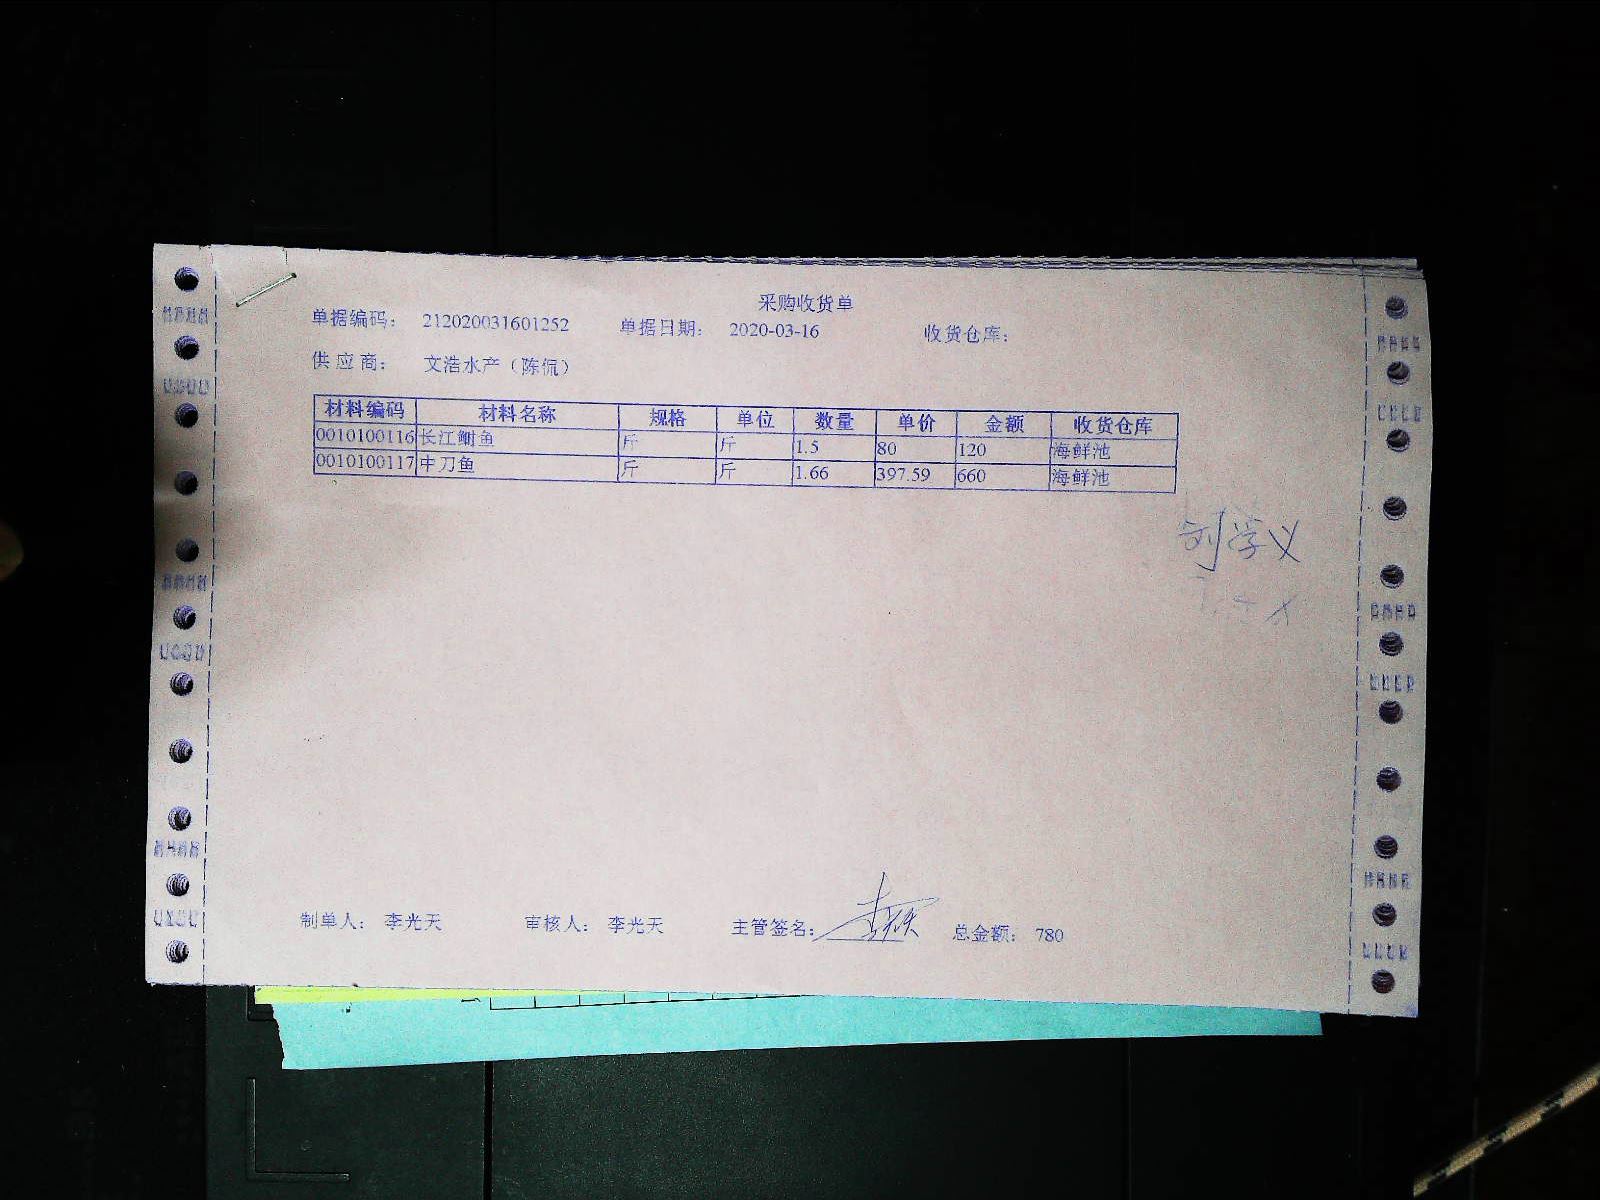 采购收货单
单据编码: 212020031601252 单据日期: 2020-03-16 收货仓库:
供应商: 文浩水产（陈侃）
材料编码 材料名称 规格 单位 数量 单价 金额 收货仓库
0010100116 长江鮰鱼 斤 斤 1.5 80 120 海鲜池
0010100117 中刀鱼 斤 斤 1.66 397.59 660 海鲜池
刘学义
制单人: 李光天 审核人: 李光天 主管签名: 总金额: 780